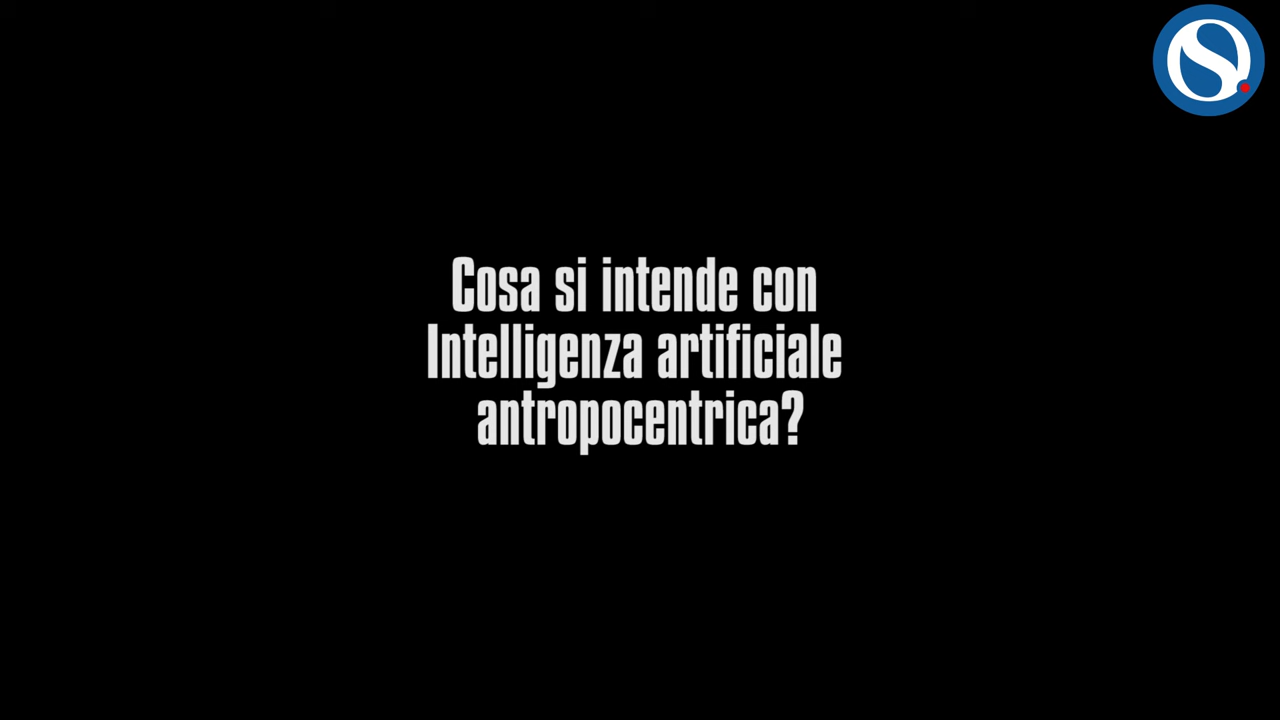 Cosa si intende con
Intelligenza artificiale
antropocentrica?